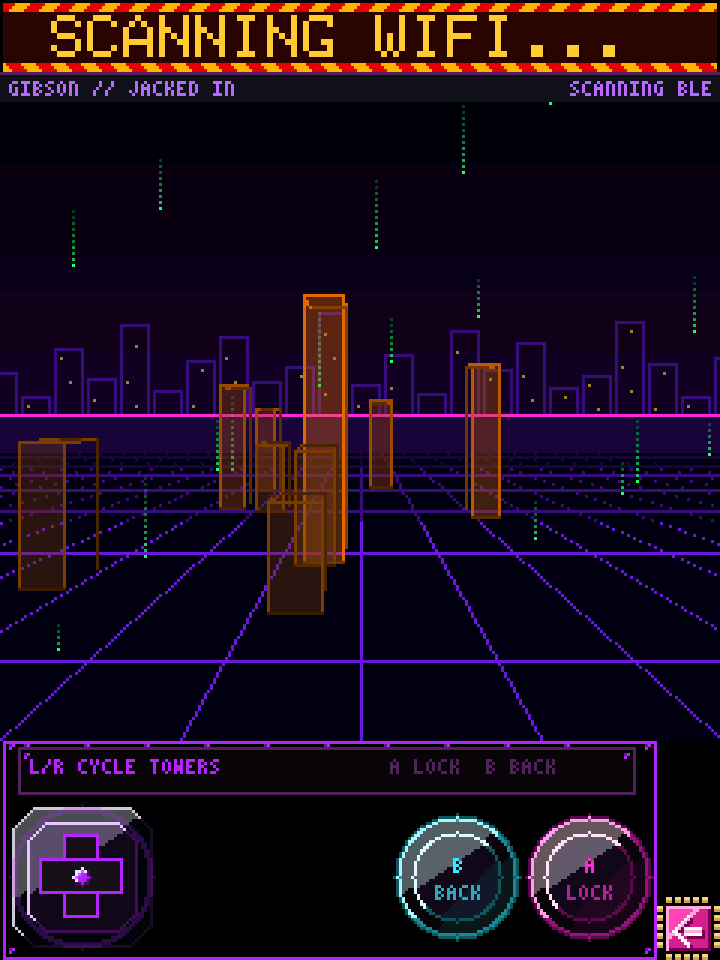 SCANNING WIFI...
GIBSON // JACKED IN SCANNING BLE
L/R CYCLE TOWERS A LOCK B BACK
B A
BACK LOCK